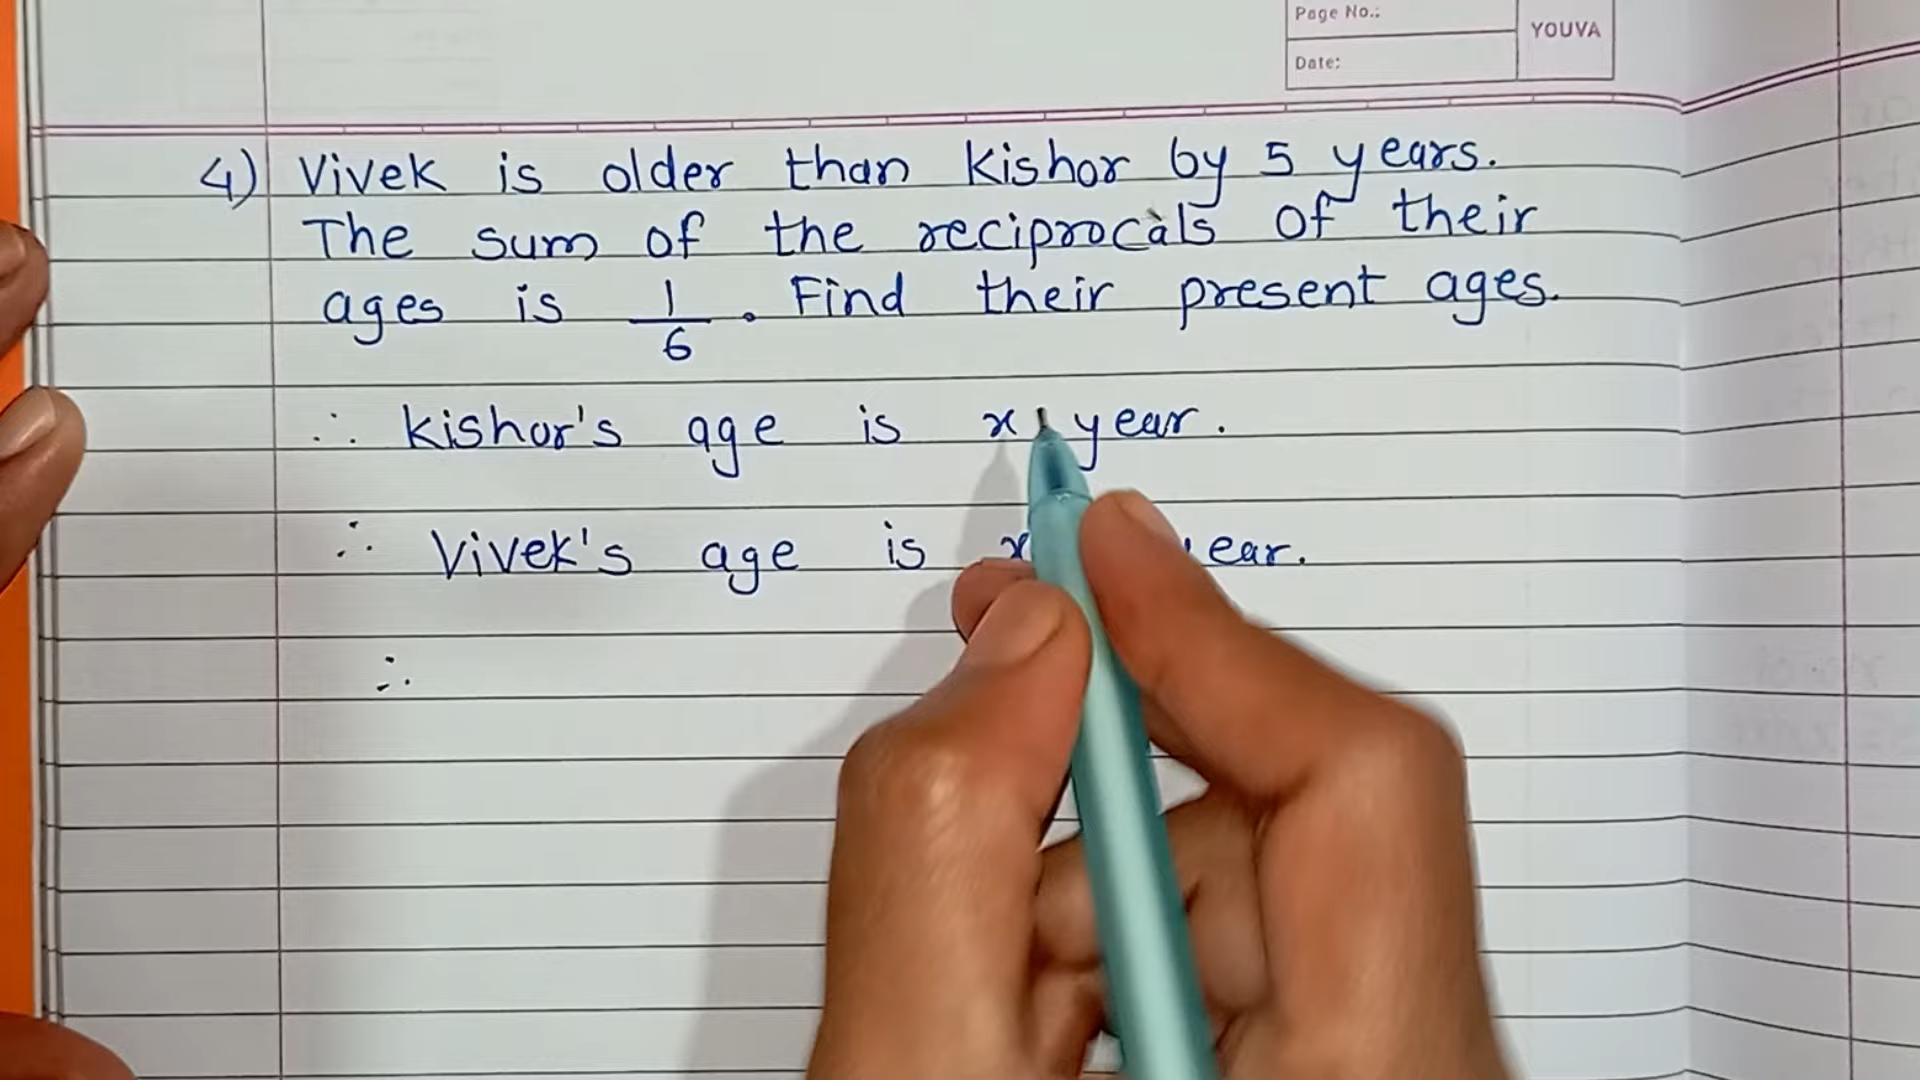 Page No.:
YOUVA
Date:
4) Vivek is older than Kishor by 5 years.
The sum of the reciprocals of their
ages is 1/6. Find their present ages.
∴ Kishor's age is x year.
∴ Vivek's age is x ear.
∴